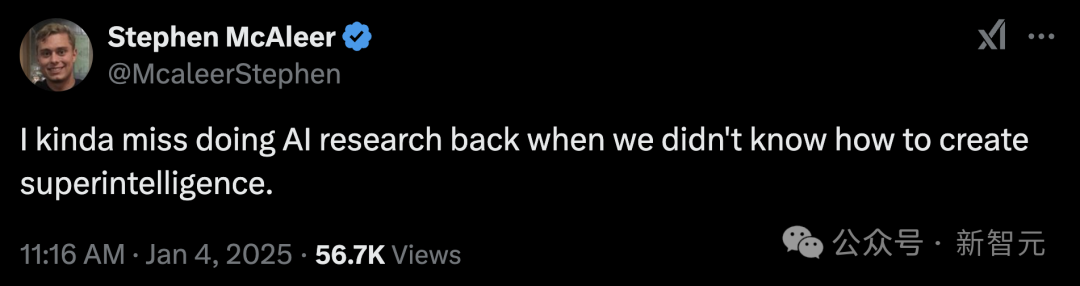 Stephen McAleer
@McaleerStephen
I kinda miss doing AI research back when we didn't know how to create
superintelligence.
11:16 AM · Jan 4, 2025 · 56.7K Views
公众号 · 新智元